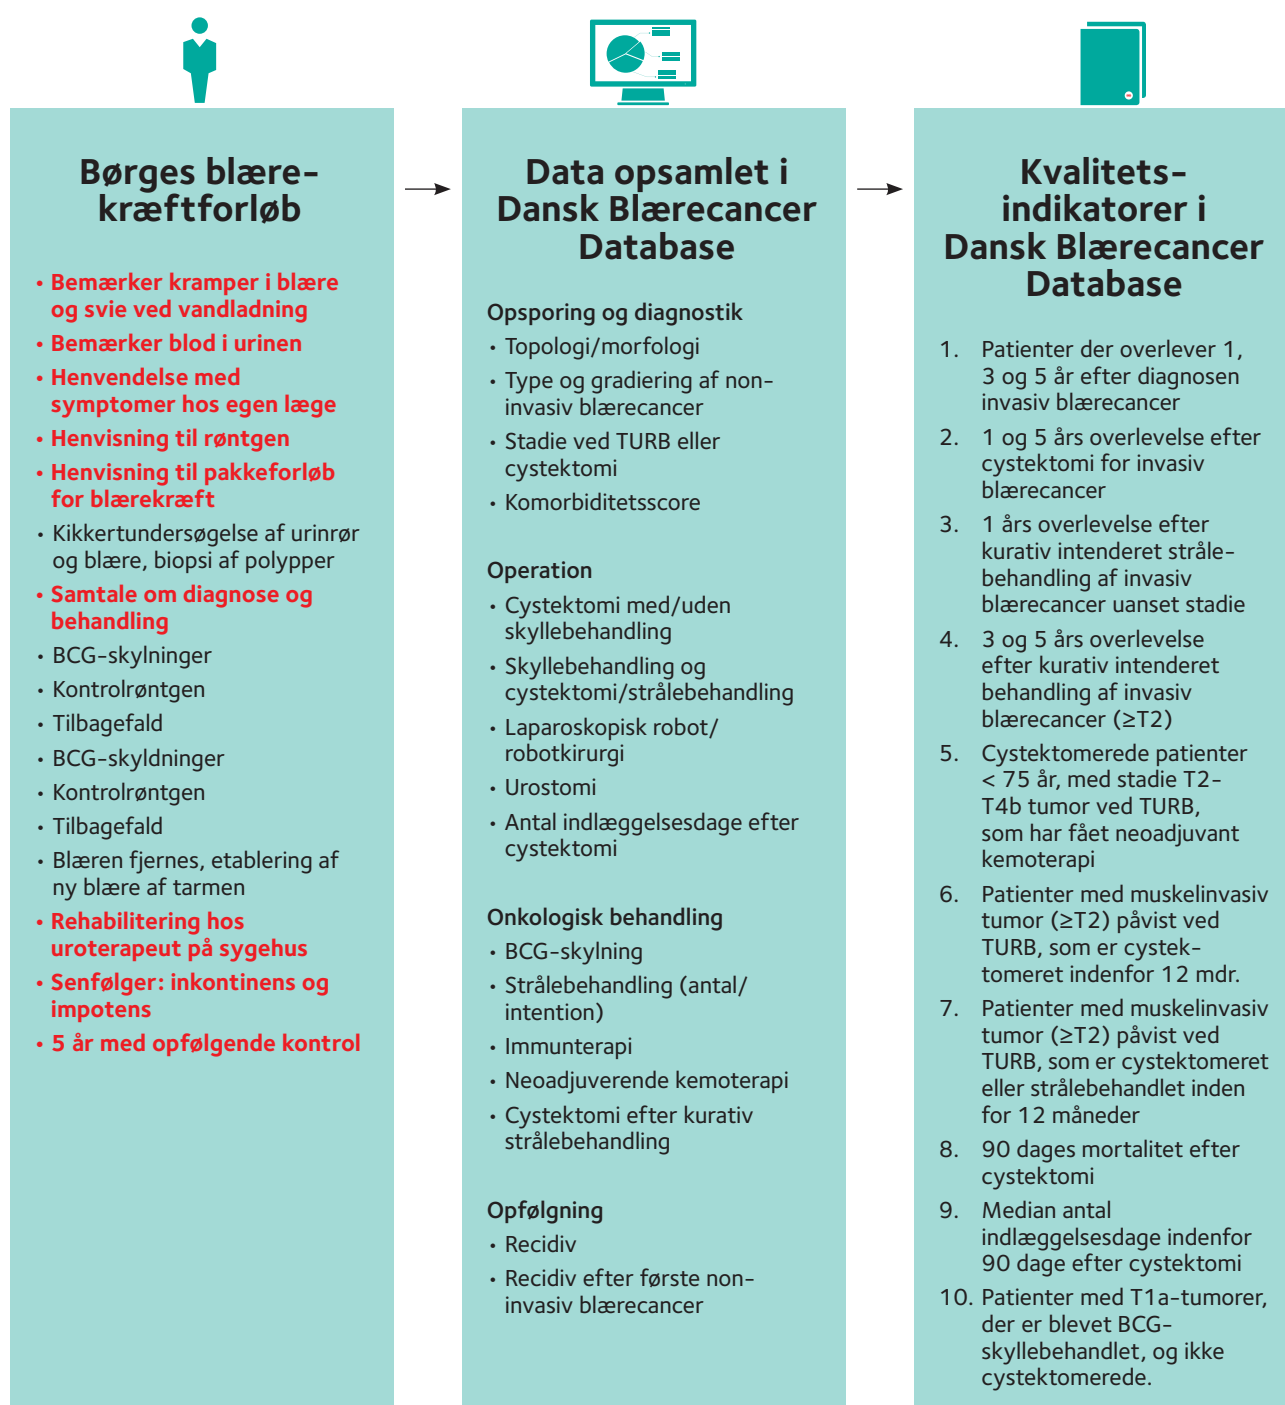 Børges blære-
kræftforløb
• Bemærker kramper i blære
og svie ved vandladning
• Bemærker blod i urinen
• Henvendelse med
symptomer hos egen læge
• Henvisning til røntgen
• Henvisning til pakkeforløb
for blærekræft
• Kikkertundersøgelse af urinrør
og blære, biopsi af polypper
• Samtale om diagnose og
behandling
• BCG-skylninger
• Kontrolrøntgen
• Tilbagefald
• BCG-skyldninger
• Kontrolrøntgen
• Tilbagefald
• Blæren fjernes, etablering af
ny blære af tarmen
• Rehabilitering hos
uroterapeut på sygehus
• Senfølger: inkontinens og
impotens
• 5 år med opfølgende kontrol
Data opsamlet i
Dansk Blærecancer
Database
Opsporing og diagnostik
• Topologi/morfologi
• Type og gradiering af non-
invasiv blærecancer
• Stadie ved TURB eller
cystektomi
• Komorbiditetsscore
Operation
• Cystektomi med/uden
skyllebehandling
• Skyllebehandling og
cystektomi/strålebehandling
• Laparoskopisk robot/
robotkirurgi
• Urostomi
• Antal indlæggelsesdage efter
cystektomi
Onkologisk behandling
• BCG-skylning
• Strålebehandling (antal/
intention)
• Immunterapi
• Neoadjuverende kemoterapi
• Cystektomi efter kurativ
strålebehandling
Opfølgning
• Recidiv
• Recidiv efter første non-
invasiv blærecancer
Kvalitets-
indikatorer i
Dansk Blærecancer
Database
1. Patienter der overlever 1,
3 og 5 år efter diagnosen
invasiv blærecancer
2. 1 og 5 års overlevelse efter
cystektomi for invasiv
blærecancer
3. 1 års overlevelse efter
kurativ intenderet stråle-
behandling af invasiv
blærecancer uanset stadie
4. 3 og 5 års overlevelse
efter kurativ intenderet
behandling af invasiv
blærecancer (≥T2)
5. Cystektomerede patienter
< 75 år, med stadie T2-
T4b tumor ved TURB,
som har fået neoadjuvant
kemoterapi
6. Patienter med muskelinvasiv
tumor (≥T2) påvist ved
TURB, som er cystek-
tomeret indenfor 12 mdr.
7. Patienter med muskelinvasiv
tumor (≥T2) påvist ved
TURB, som er cystektomeret
eller strålebehandlet inden
for 12 måneder
8. 90 dages mortalitet efter
cystektomi
9. Median antal
indlæggelsesdage indenfor
90 dage efter cystektomi
10. Patienter med T1a-tumorer,
der er blevet BCG-
skyllebehandlet, og ikke
cystektomerede.